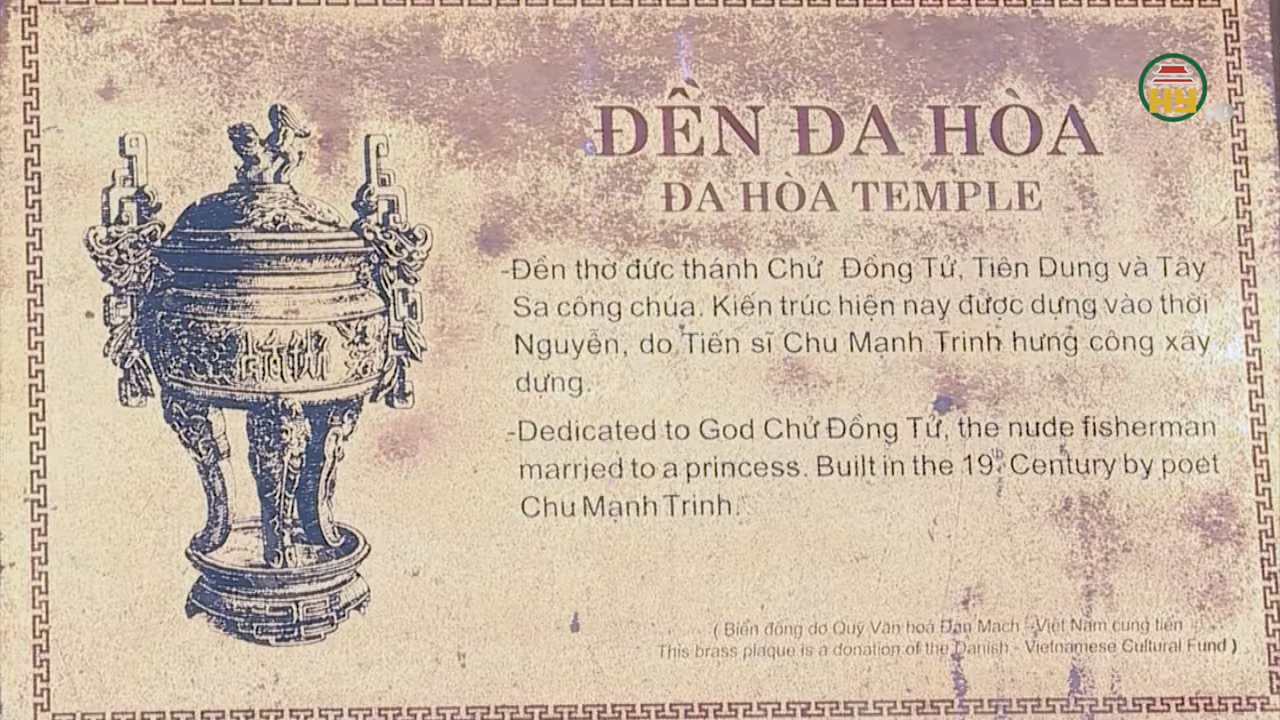 HY
ĐỀN ĐA HÒA
ĐA HÒA TEMPLE
-Đền thờ đức thánh Chử Đồng Tử, Tiên Dung và Tây
Sa công chúa. Kiến trúc hiện nay được dựng vào thời
Nguyễn, do Tiến sĩ Chu Mạnh Trinh hưng công xây
dựng.
-Dedicated to God Chử Đồng Tử, the nude fisherman
married to a princess. Built in the 19 Century by poet
Chu Mạnh Trinh.
( Biển đồng do Quỹ Văn hoá Đan Mạch - Việt Nam cung tiến
This brass plaque is a donation of the Danish - Vietnamese Cultural Fund )